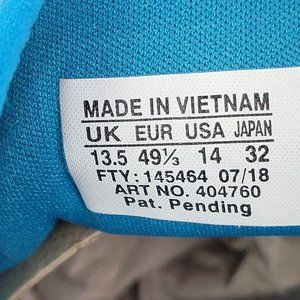 MADE IN VIETNAM
UK EUR USA JAPAN
13.5 49⅓ 14 32
FTY: 145464 07/18
ART NO. 404760
Pat. Pending